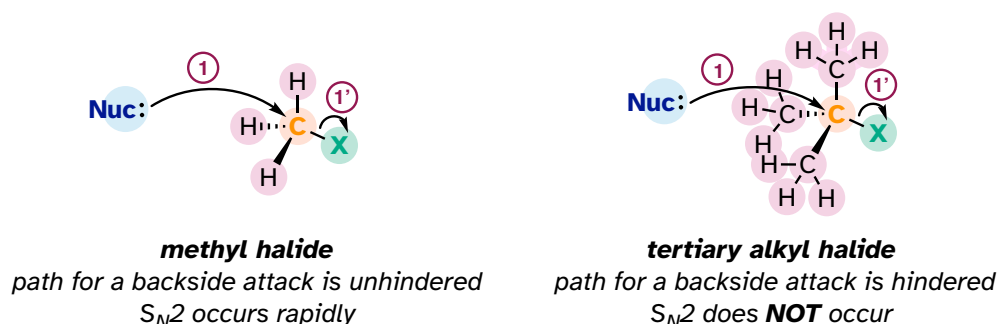 1
H
1'
Nuc:
H
C
X
H
methyl halide
path for a backside attack is unhindered
SN2 occurs rapidly
H
H H
C
1
1'
H
Nuc:
H C C
X
H
H C
H H
tertiary alkyl halide
path for a backside attack is hindered
SN2 does NOT occur